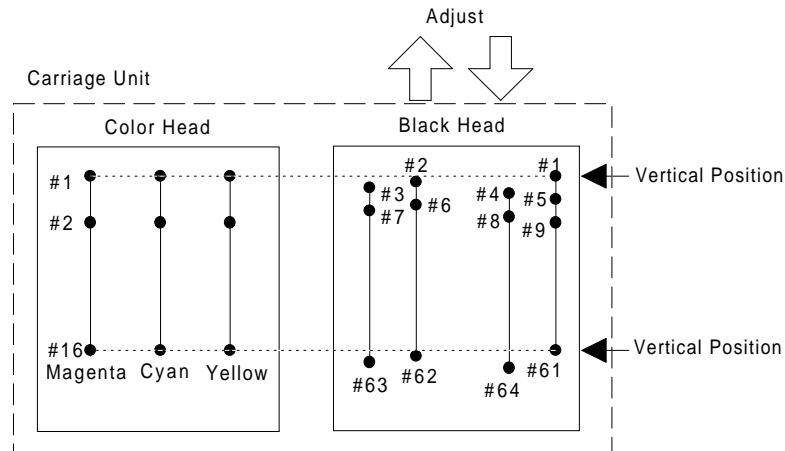 Adjust
Carriage Unit
Color Head
Black Head
#1
#2
#1
Vertical Position
#3
#4
#5
#2
#7
#6
#8
#9
#16
Vertical Position
Magenta
Cyan
Yellow
#63
#62
#64
#61